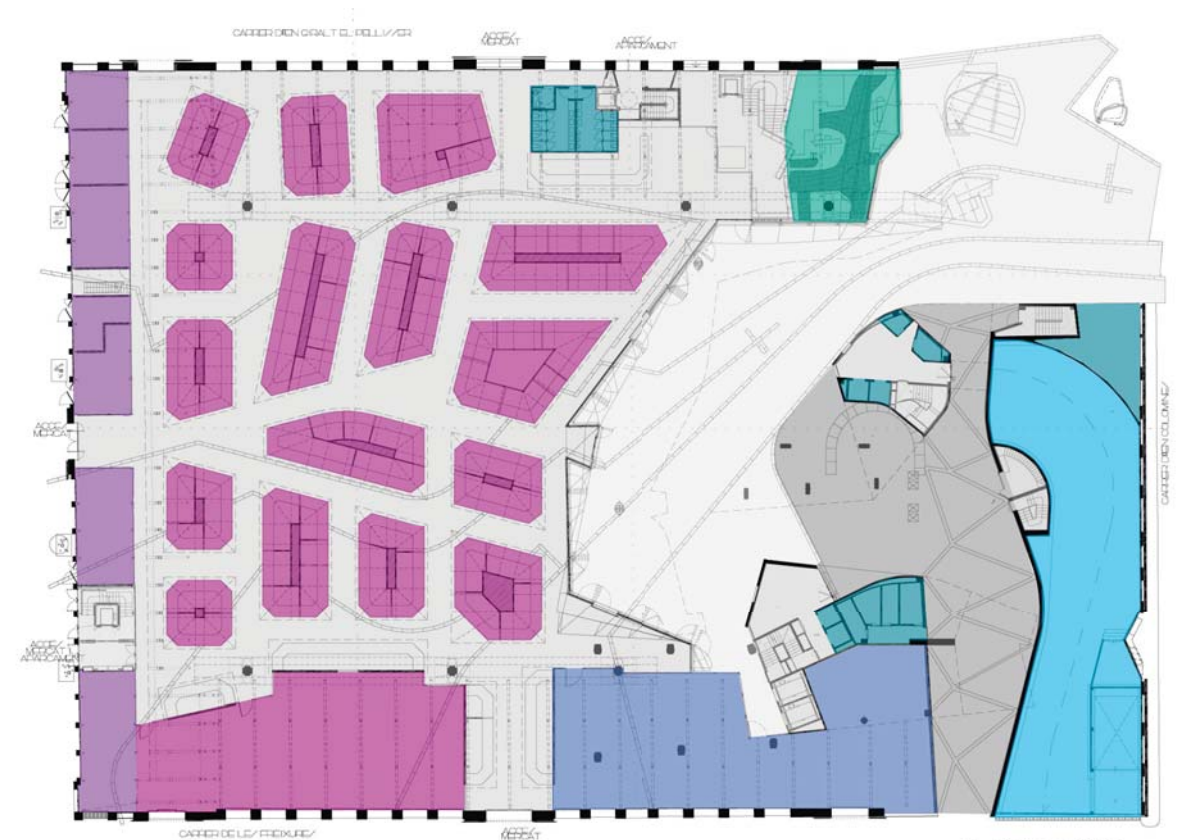 CARRER D'EN GIRALT EL PELLISSER
ACCÉS
MERCAT
ACCÉS
APARCAMENT
ACCÉS
MERCAT
CARRER D'EN COLOMINES
ACCÉS
MERCAT
APARCAMENT
CARRER DE LES FREIXURES
ACCÉS
MERCAT